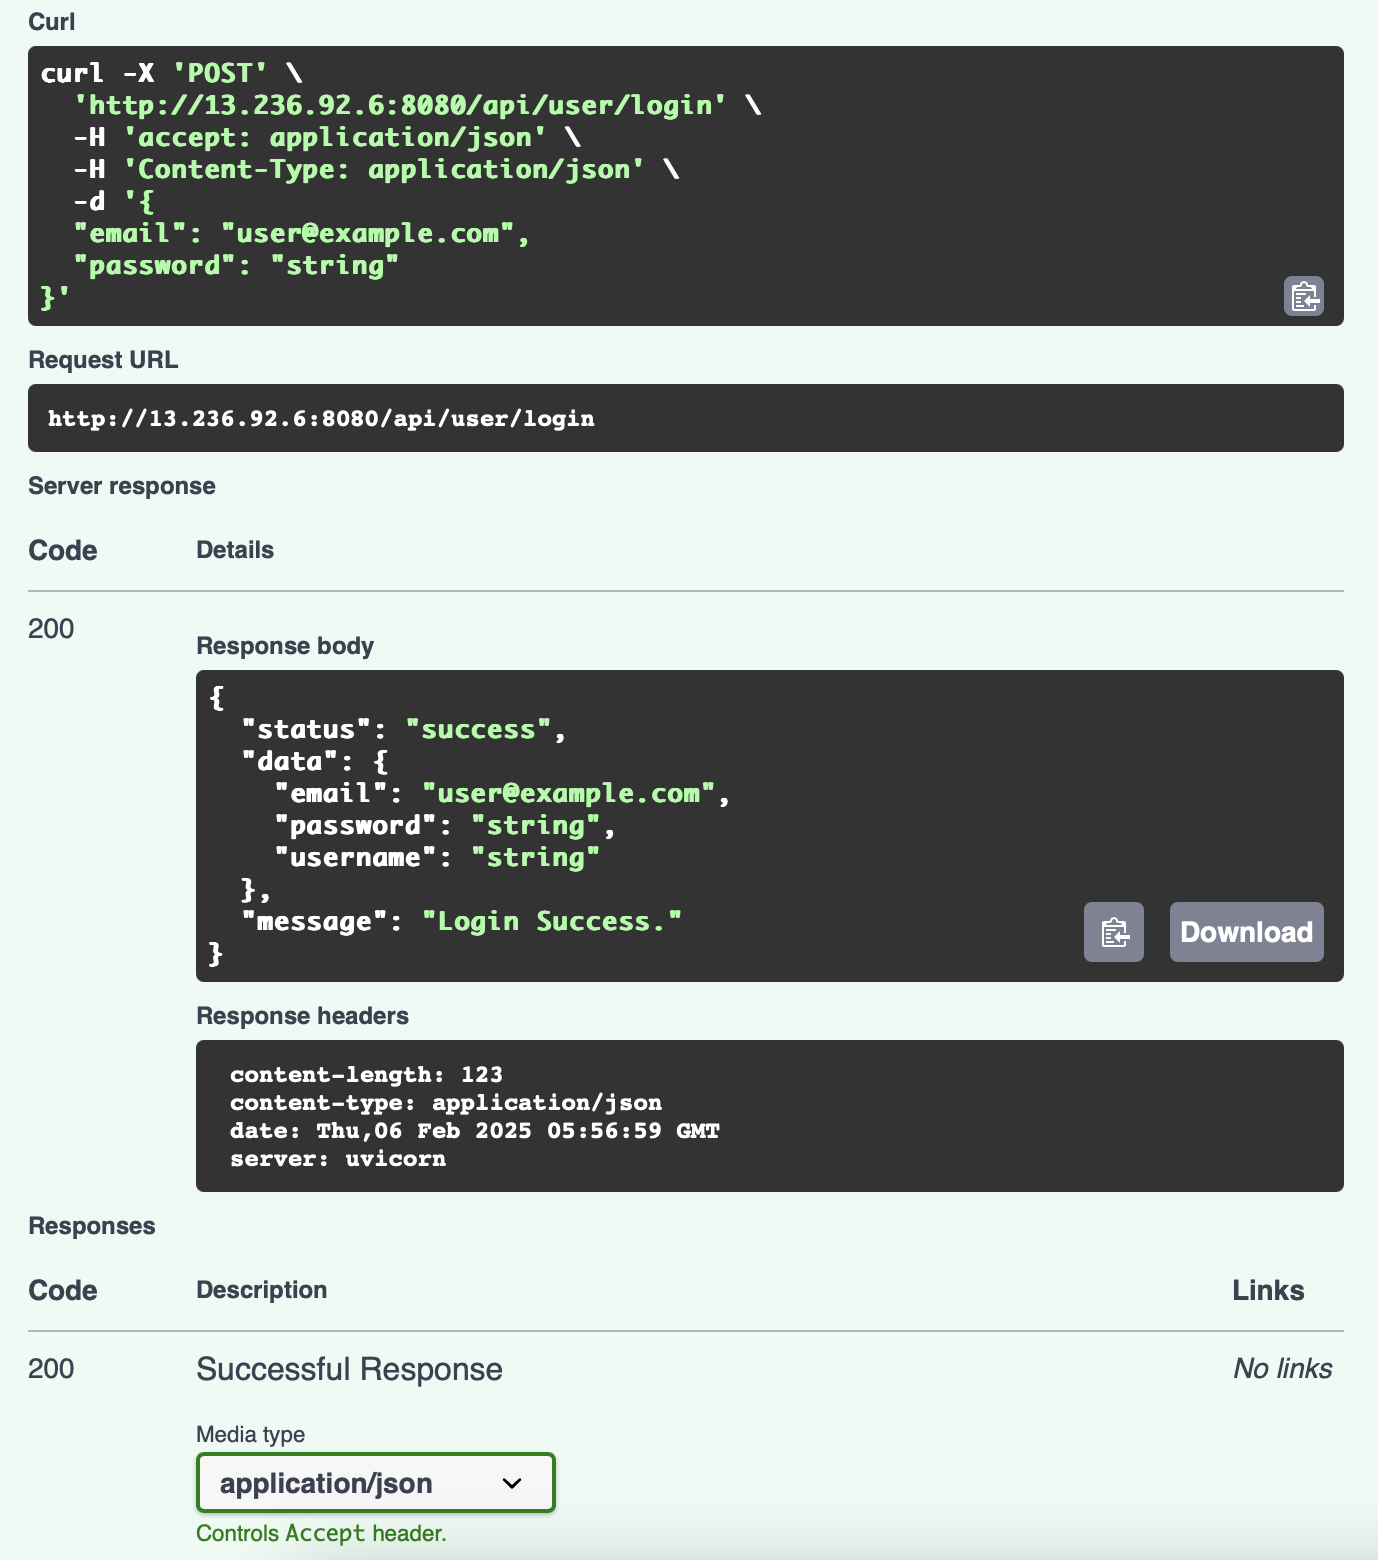 Curl
curl -X 'POST' \
  'http://13.236.92.6:8080/api/user/login' \
  -H 'accept: application/json' \
  -H 'Content-Type: application/json' \
  -d '{
  "email": "user@example.com",
  "password": "string"
}'
Request URL
http://13.236.92.6:8080/api/user/login
Server response
Code Details
200
Response body
{
  "status": "success",
  "data": {
    "email": "user@example.com",
    "password": "string",
    "username": "string"
  },
  "message": "Login Success."
}
Download
Response headers
content-length: 123
content-type: application/json
date: Thu,06 Feb 2025 05:56:59 GMT
server: uvicorn
Responses
Code Description Links
200 Successful Response No links
Media type
application/json
Controls Accept header.